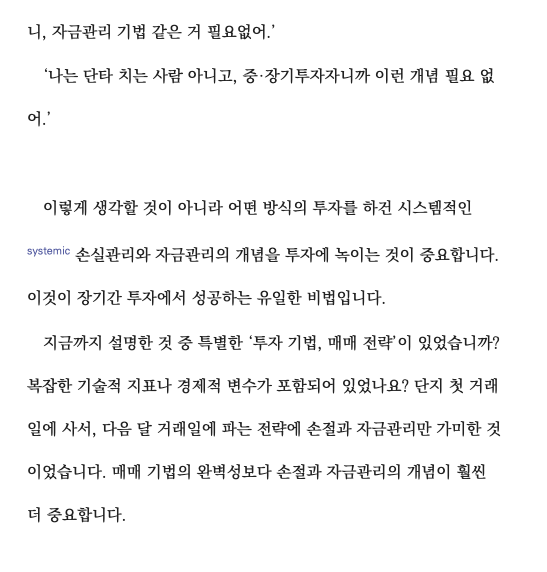 니, 자금관리 기법 같은 거 필요없어.’
‘나는 단타 치는 사람 아니고, 중·장기투자자니까 이런 개념 필요 없
어.’
이렇게 생각할 것이 아니라 어떤 방식의 투자를 하건 시스템적인
systemic 손실관리와 자금관리의 개념을 투자에 녹이는 것이 중요합니다.
이것이 장기간 투자에서 성공하는 유일한 비법입니다.
지금까지 설명한 것 중 특별한 ‘투자 기법, 매매 전략’이 있었습니까?
복잡한 기술적 지표나 경제적 변수가 포함되어 있었나요? 단지 첫 거래
일에 사서, 다음 달 거래일에 파는 전략에 손절과 자금관리만 가미한 것
이었습니다. 매매 기법의 완벽성보다 손절과 자금관리의 개념이 훨씬
더 중요합니다.